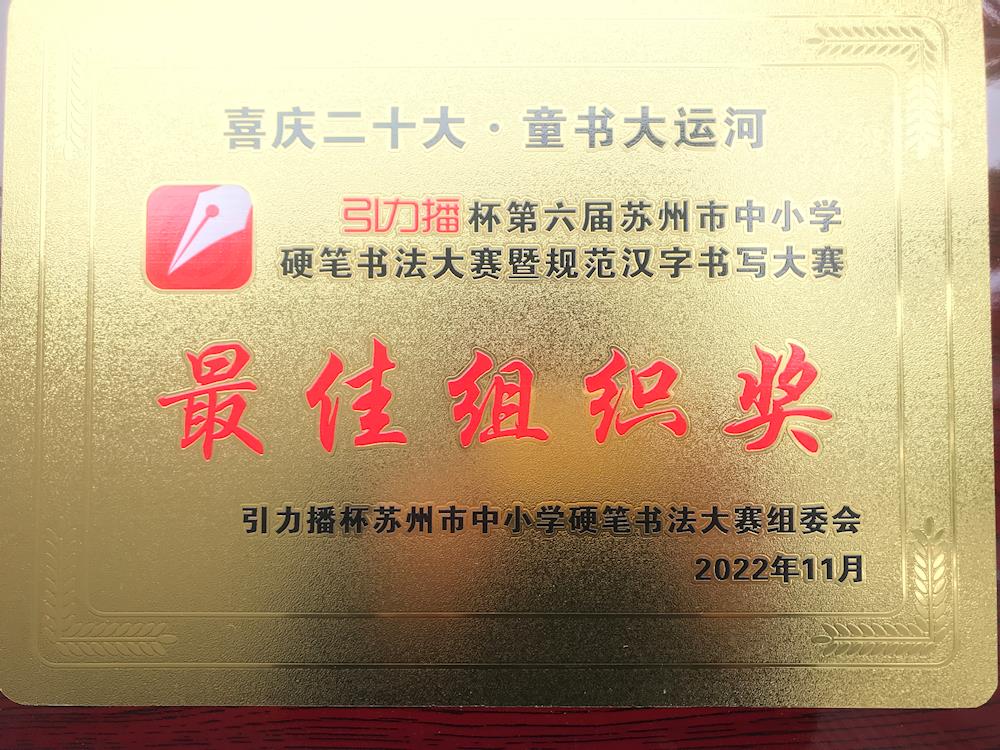 喜庆二十大·童书大运河
引力播杯第六届苏州市中小学
硬笔书法大赛暨规范汉字书写大赛
最佳组织奖
引力播杯苏州市中小学硬笔书法大赛组委会
2022年11月